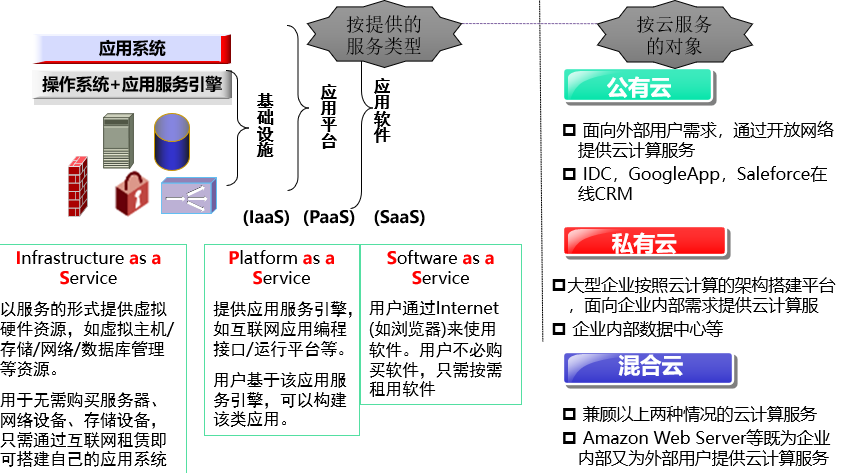 按提供的
服务类型
按云服务
的对象
应用系统
操作系统+应用服务引擎
基础设施
应用平台
应用软件
(IaaS)
(PaaS)
(SaaS)
Infrastructure as a
Service
以服务的形式提供虚拟
硬件资源，如虚拟主机/
存储/网络/数据库管理
等资源。
用于无需购买服务器、
网络设备、存储设备，
只需通过互联网租赁即
可搭建自己的应用系统
Platform as a
Service
提供应用服务引擎，
如互联网应用编程
接口/运行平台等。
用户基于该应用服
务引擎，可以构建
该类应用。
Software as a
Service
用户通过Internet
(如浏览器)来使用
软件。用户不必购
买软件，只需按需
租用软件
公有云
面向外部用户需求，通过开放网络
提供云计算服务
IDC，GoogleApp，Saleforce在
线CRM
私有云
大型企业按照云计算的架构搭建平台
，面向企业内部需求提供云计算服
企业内部数据中心等
混合云
兼顾以上两种情况的云计算服务
Amazon Web Server等既为企业
内部又为外部用户提供云计算服务